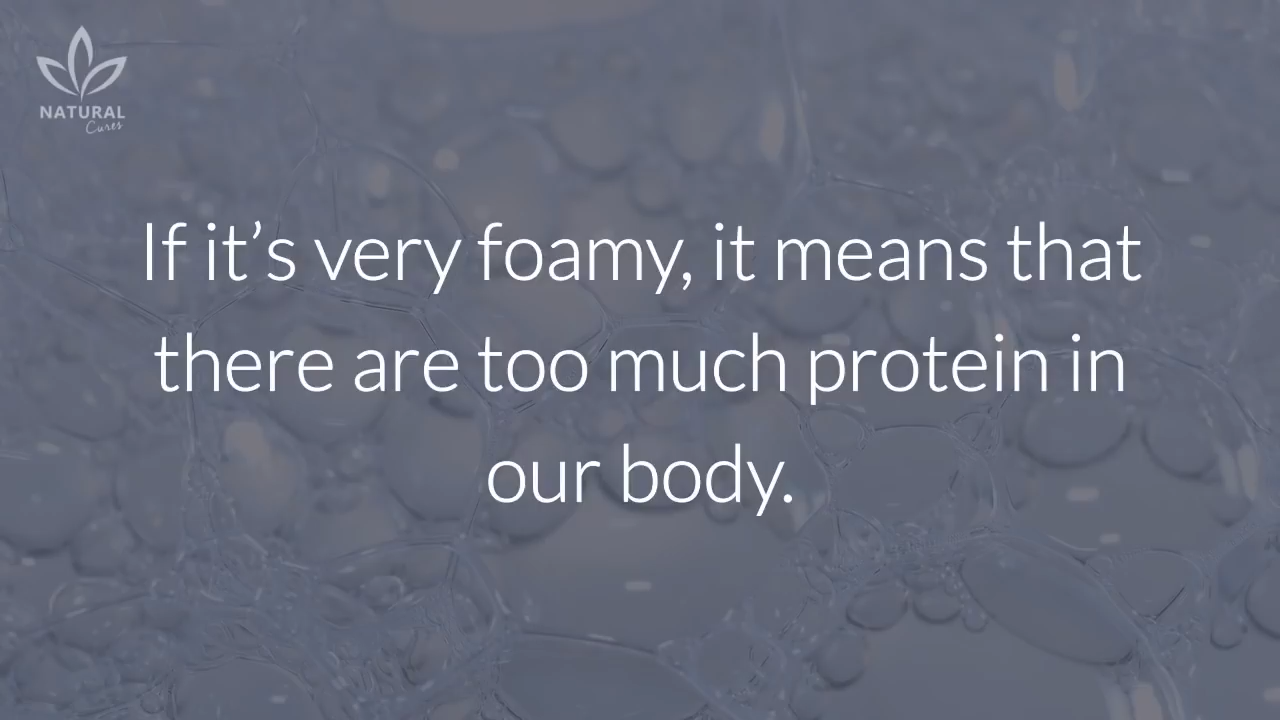 NATURAL
Cures
If it’s very foamy, it means that
there are too much protein in
our body.